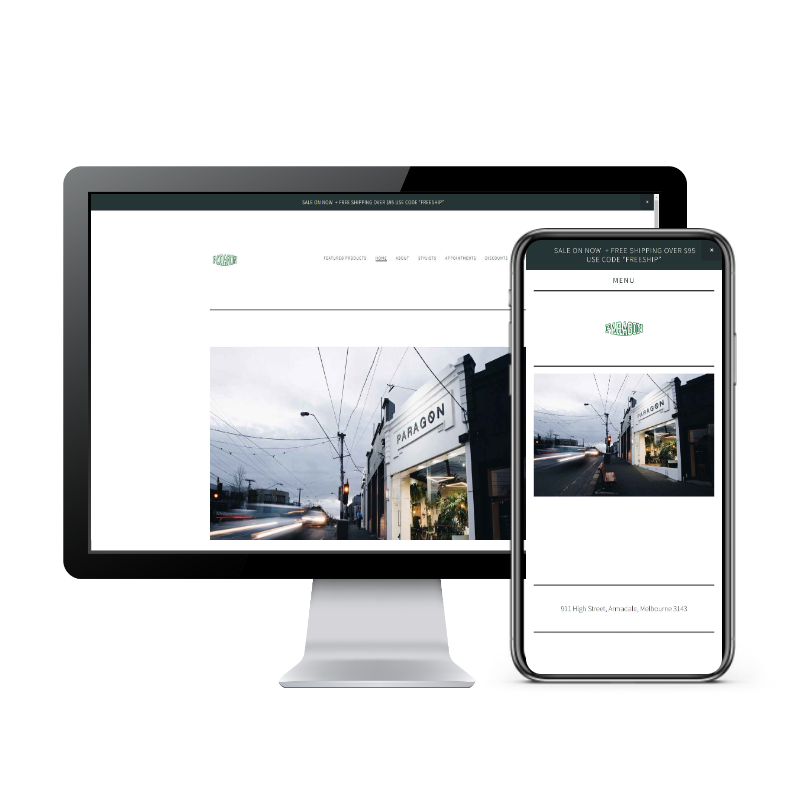 SALE ON NOW + FREE SHIPPING OVER $95 USE CODE "FREESHIP" ×
PARAGON
FEATURED PRODUCTS HOME ABOUT STYLISTS APPOINTMENTS DISCOUNTS
PARAGON
SALE ON NOW + FREE SHIPPING OVER $95 ×
USE CODE "FREESHIP"
MENU
PARAGON
PARAGON
911 High Street, Armadale, Melbourne 3143